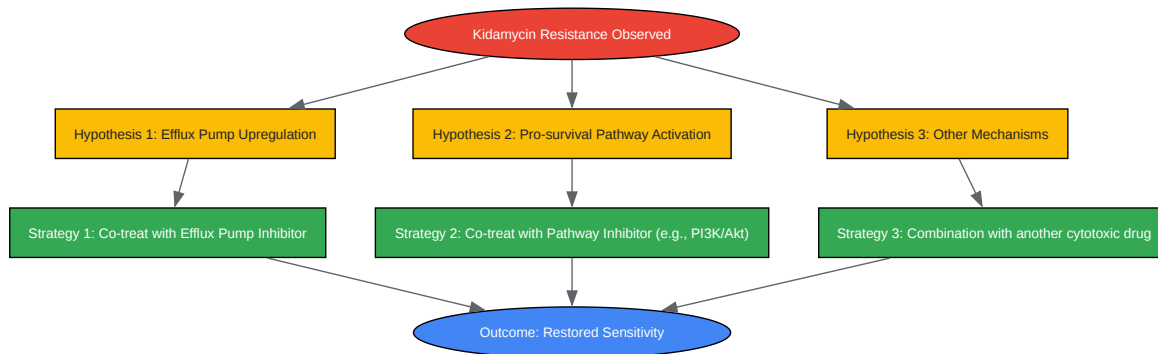 Kidamycin Resistance Observed
Hypothesis 1: Efflux Pump Upregulation
Hypothesis 2: Pro-survival Pathway Activation
Hypothesis 3: Other Mechanisms
Strategy 1: Co-treat with Efflux Pump Inhibitor
Strategy 2: Co-treat with Pathway Inhibitor (e.g., PI3K/Akt)
Strategy 3: Combination with another cytotoxic drug
Outcome: Restored Sensitivity